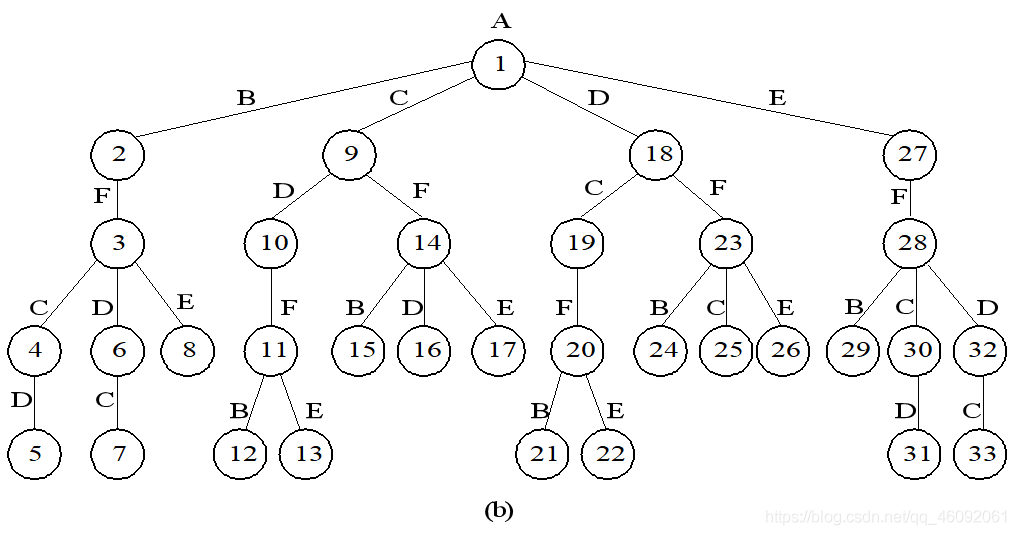 A
1
B C D E
2 9 18 27
F D F C F F
3 10 14 19 23 28
C D E F B D E F B C E B C D
4 6 8 11 15 16 17 20 24 25 26 29 30 32
D C B E B E D C
5 7 12 13 21 22 31 33
(b)
https://blog.csdn.net/qq_46092061